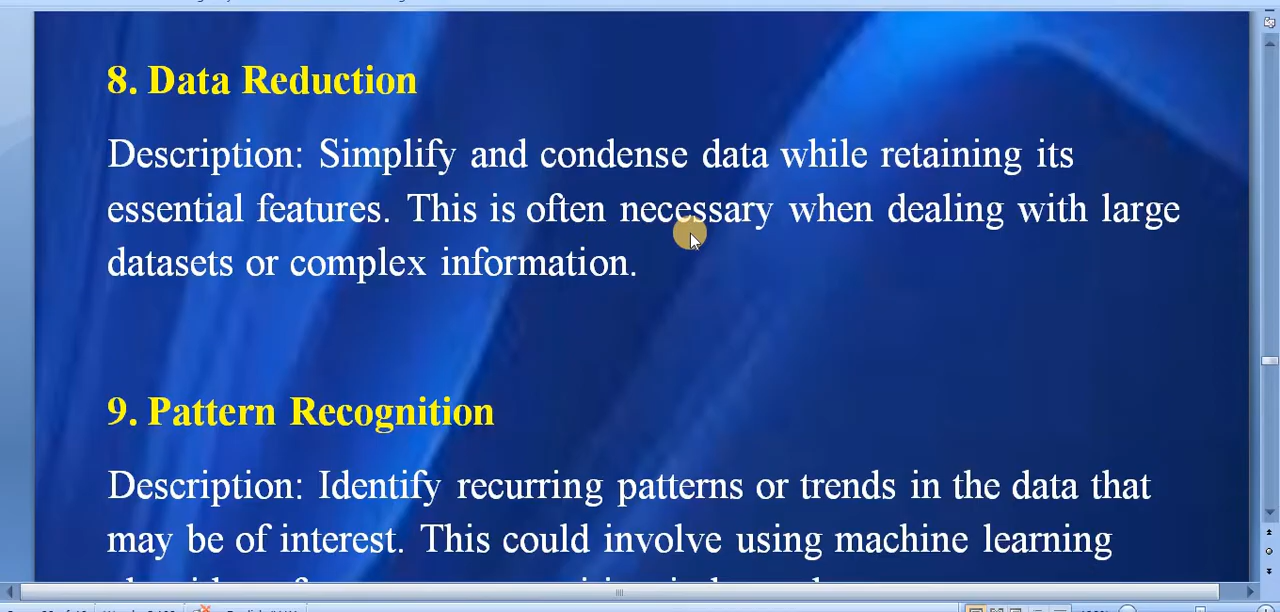 8. Data Reduction
Description: Simplify and condense data while retaining its
essential features. This is often necessary when dealing with large
datasets or complex information.
9. Pattern Recognition
Description: Identify recurring patterns or trends in the data that
may be of interest. This could involve using machine learning